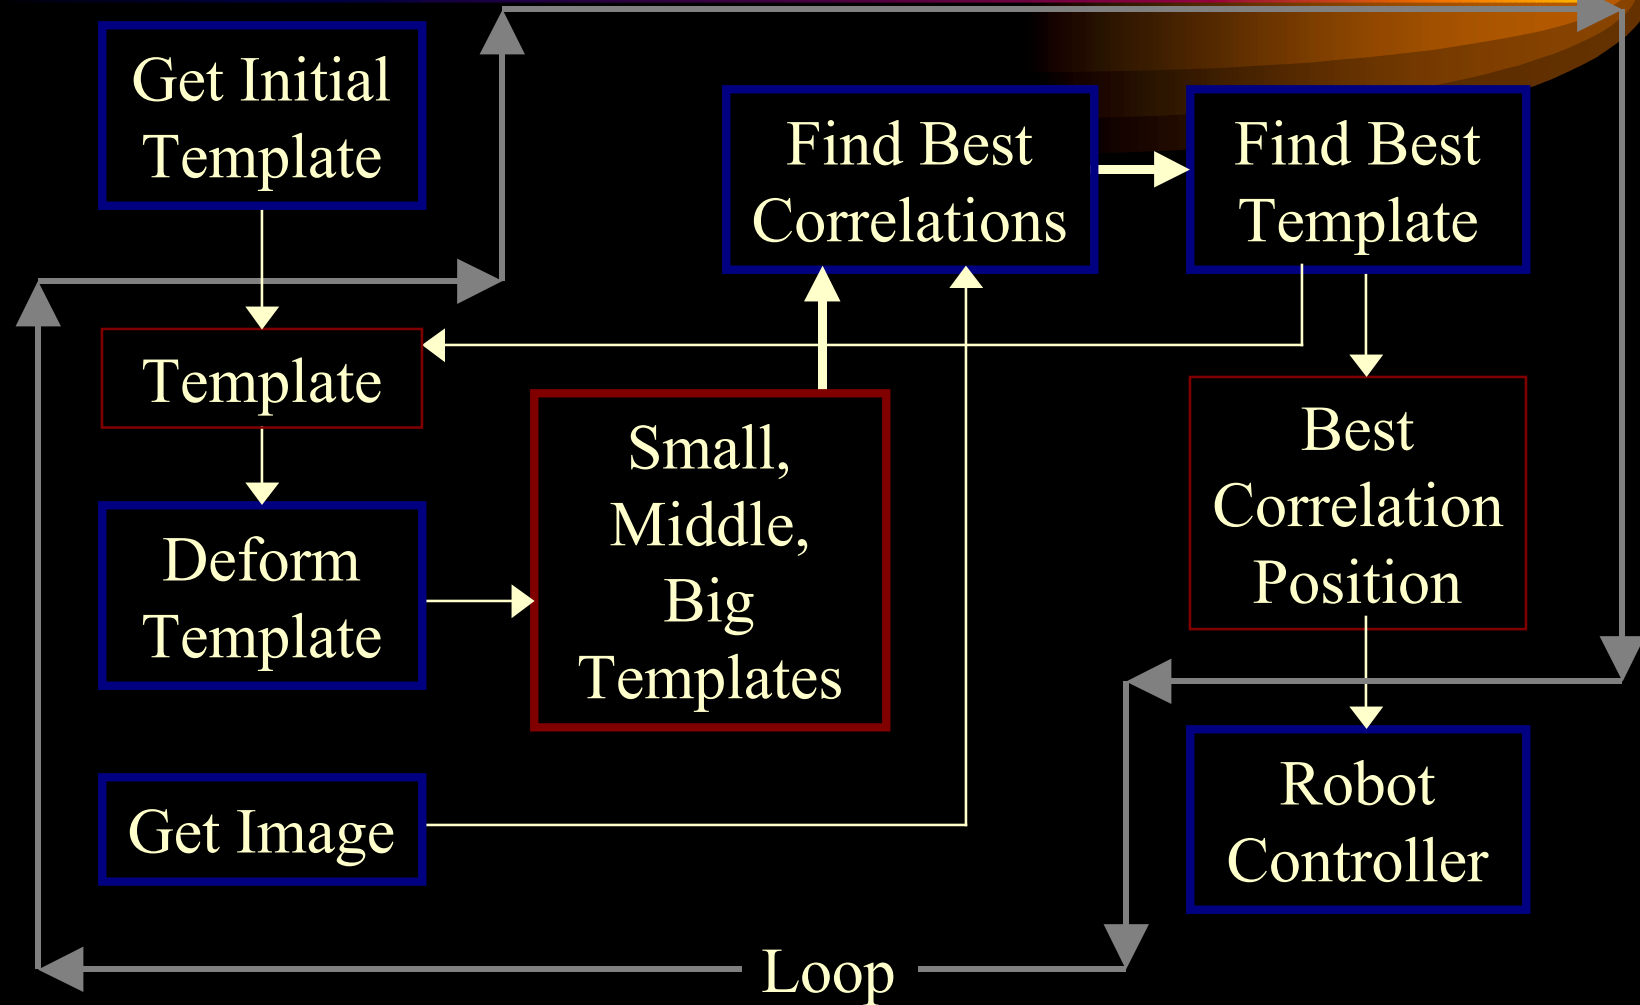 Get Initial
Template
Find Best
Correlations
Find Best
Template
Template
Small,
Middle,
Big
Templates
Best
Correlation
Position
Deform
Template
Get Image
Robot
Controller
Loop